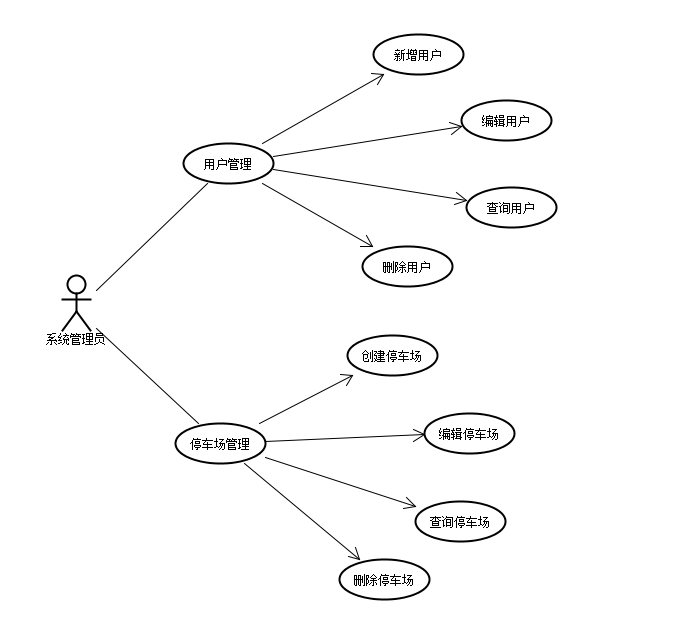 新增用户
编辑用户
用户管理
查询用户
删除用户
系统管理员
创建停车场
编辑停车场
停车场管理
查询停车场
删除停车场